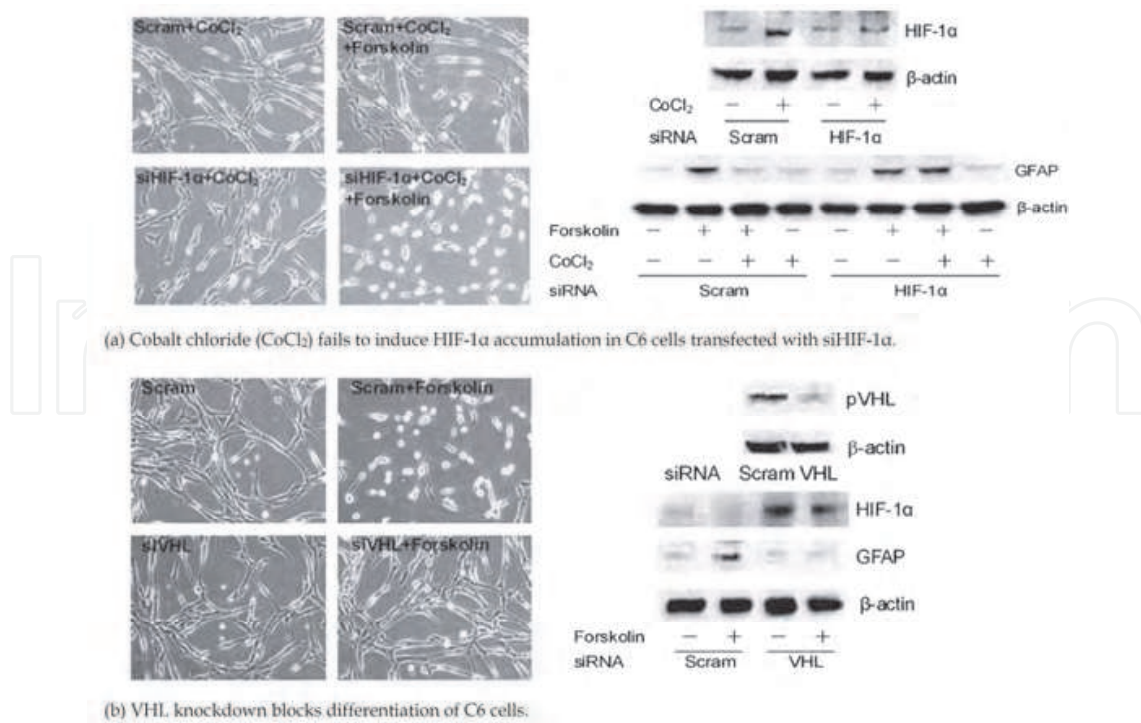 Scram+CoCl₂
Scram+CoCl₂
+Forskolin
siHIF-1α+CoCl₂
siHIF-1α+CoCl₂
+Forskolin
HIF-1α
β-actin
CoCl₂ − + − +
siRNA Scram HIF-1α
GFAP
β-actin
Forskolin − + + − − + + −
CoCl₂ − − + + − − + +
siRNA Scram HIF-1α
(a) Cobalt chloride (CoCl₂) fails to induce HIF-1α accumulation in C6 cells transfected with siHIF-1α.
Scram
Scram+Forskolin
siVHL
siVHL+Forskolin
pVHL
β-actin
siRNA Scram VHL
HIF-1α
GFAP
β-actin
Forskolin − + − +
siRNA Scram VHL
(b) VHL knockdown blocks differentiation of C6 cells.